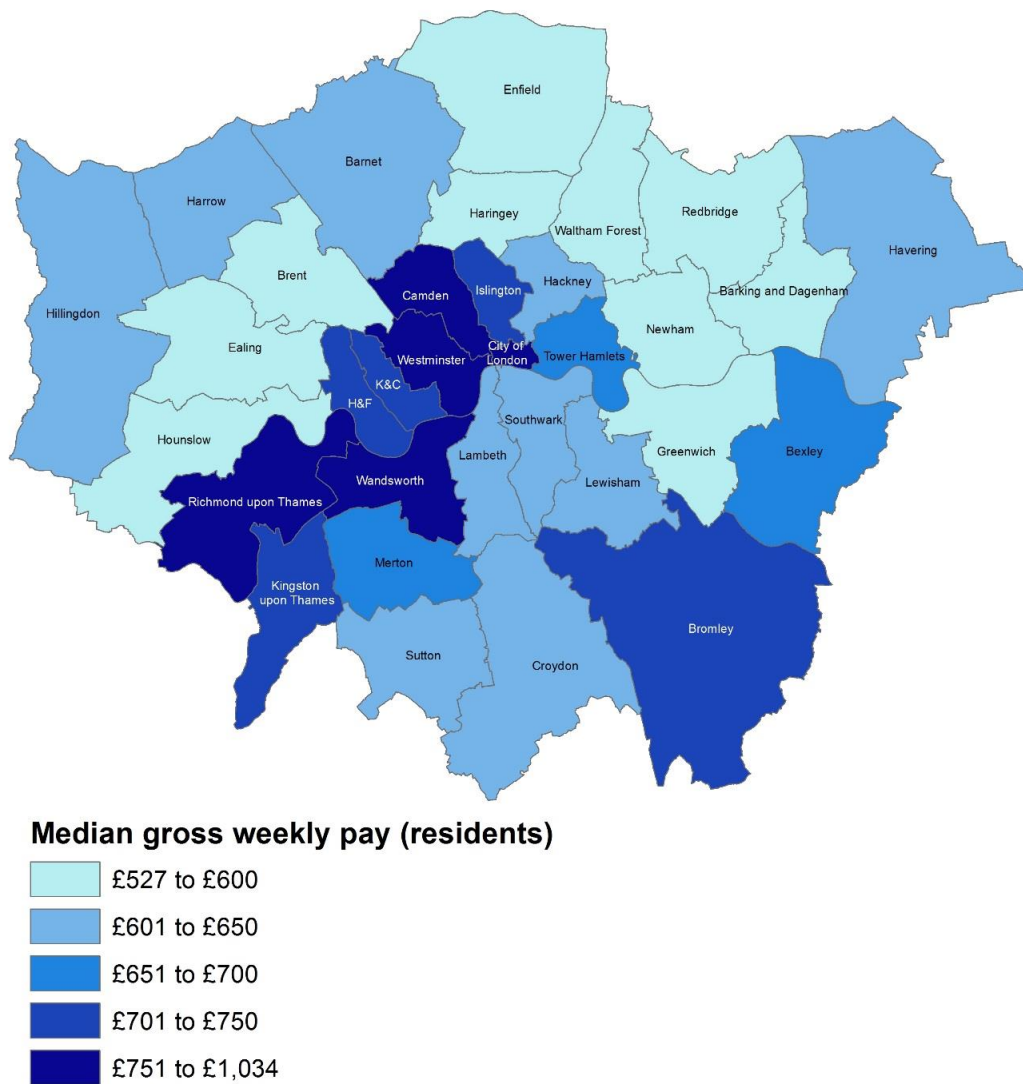 Enfield
Barnet
Harrow
Haringey
Waltham Forest
Redbridge
Havering
Brent
Hillingdon
Camden
Islington
Hackney
Barking and Dagenham
Newham
Ealing
Westminster
City of
London
Tower Hamlets
K&C
H&F
Hounslow
Southwark
Greenwich
Bexley
Lambeth
Lewisham
Wandsworth
Richmond upon Thames
Merton
Kingston
upon Thames
Bromley
Sutton
Croydon
Median gross weekly pay (residents)
£527 to £600
£601 to £650
£651 to £700
£701 to £750
£751 to £1,034